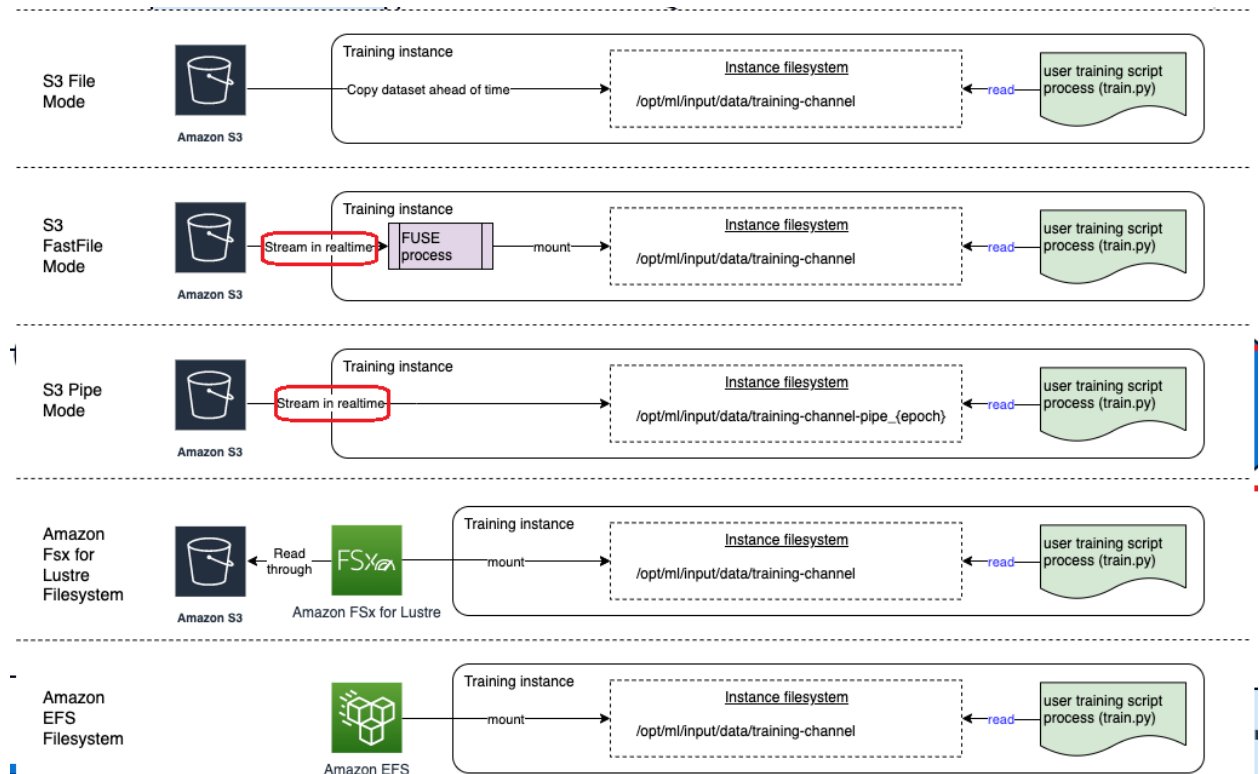 S3 File
Mode
Amazon S3
Training instance
Copy dataset ahead of time
Instance filesystem
/opt/ml/input/data/training-channel
read
user training script
process (train.py)
S3
FastFile
Mode
Amazon S3
Stream in realtime
Training instance
FUSE
process
mount
Instance filesystem
/opt/ml/input/data/training-channel
read
user training script
process (train.py)
S3 Pipe
Mode
Amazon S3
Stream in realtime
Training instance
Instance filesystem
/opt/ml/input/data/training-channel-pipe_{epoch}
read
user training script
process (train.py)
Amazon
Fsx for
Lustre
Filesystem
Amazon S3
Read
through
FSx
Amazon FSx for Lustre
Training instance
mount
Instance filesystem
/opt/ml/input/data/training-channel
read
user training script
process (train.py)
Amazon
EFS
Filesystem
Amazon EFS
Training instance
mount
Instance filesystem
/opt/ml/input/data/training-channel
read
user training script
process (train.py)